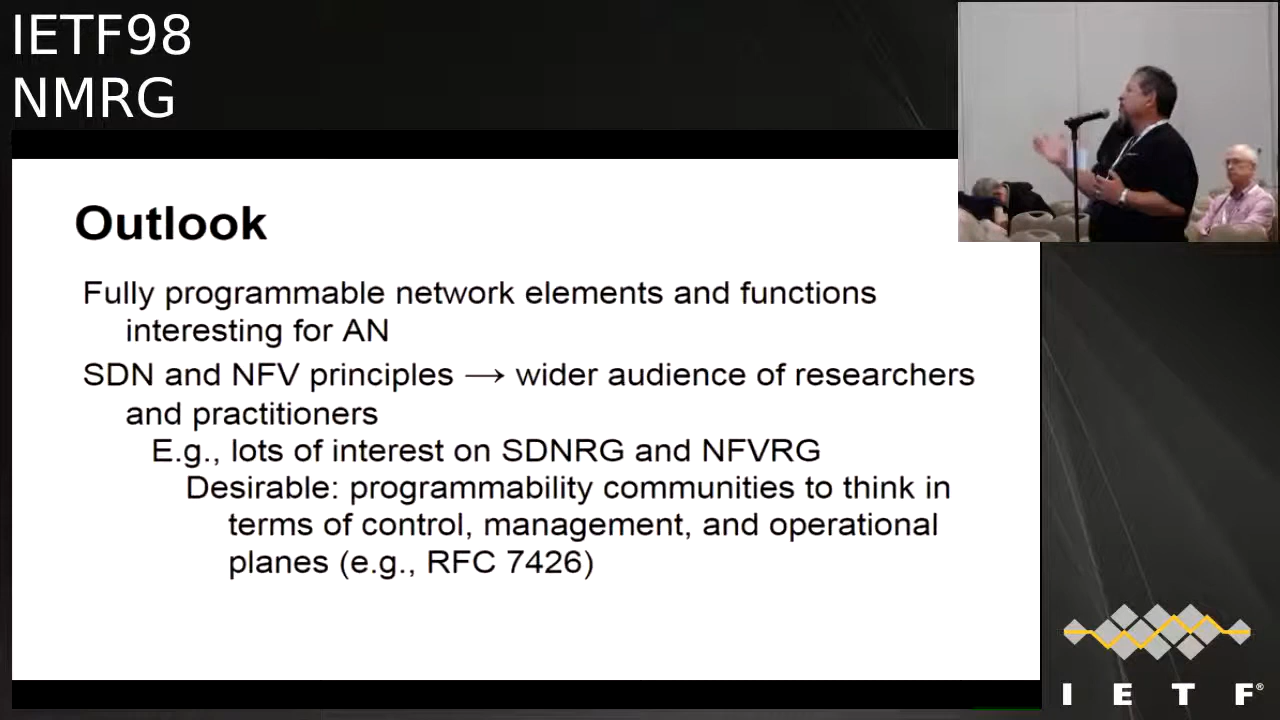 IETF98
NMRG
Outlook
Fully programmable network elements and functions
interesting for AN
SDN and NFV principles → wider audience of researchers
and practitioners
E.g., lots of interest on SDNRG and NFVRG
Desirable: programmability communities to think in
terms of control, management, and operational
planes (e.g., RFC 7426)
I E T F®